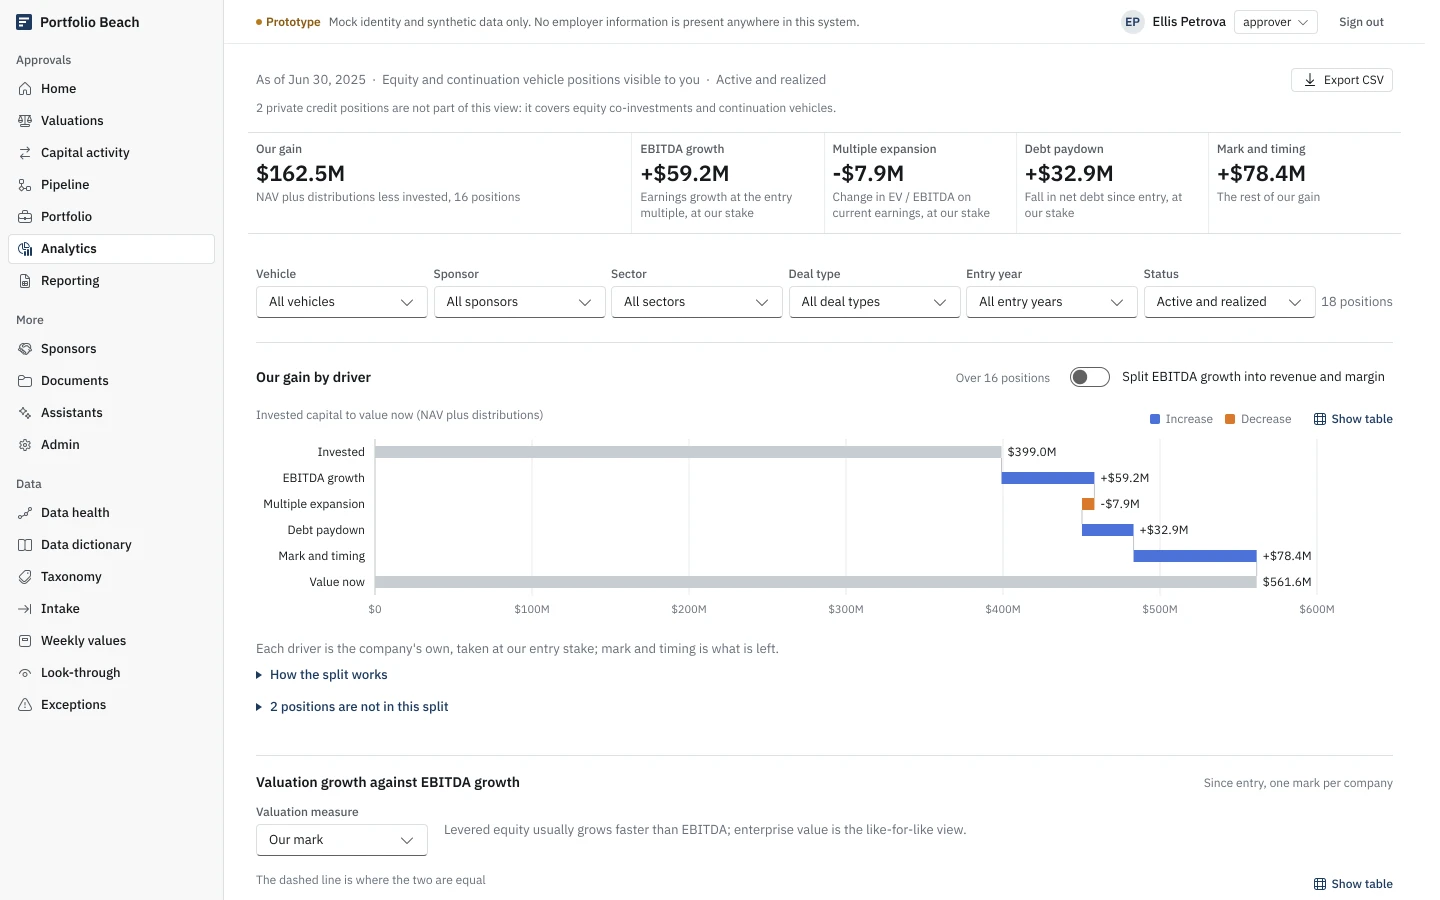 Portfolio Beach
Prototype Mock identity and synthetic data only. No employer information is present anywhere in this system.
EP Ellis Petrova approver Sign out
Approvals
Home
Valuations
Capital activity
Pipeline
Portfolio
Analytics
Reporting
More
Sponsors
Documents
Assistants
Admin
Data
Data health
Data dictionary
Taxonomy
Intake
Weekly values
Look-through
Exceptions
As of Jun 30, 2025 · Equity and continuation vehicle positions visible to you · Active and realized
Export CSV
2 private credit positions are not part of this view: it covers equity co-investments and continuation vehicles.
Our gain
$162.5M
NAV plus distributions less invested, 16 positions
EBITDA growth
+$59.2M
Earnings growth at the entry
multiple, at our stake
Multiple expansion
-$7.9M
Change in EV / EBITDA on
current earnings, at our stake
Debt paydown
+$32.9M
Fall in net debt since entry, at
our stake
Mark and timing
+$78.4M
The rest of our gain
Vehicle
All vehicles
Sponsor
All sponsors
Sector
All sectors
Deal type
All deal types
Entry year
All entry years
Status
Active and realized
18 positions
Our gain by driver
Over 16 positions
Split EBITDA growth into revenue and margin
Invested capital to value now (NAV plus distributions)
Increase Decrease Show table
Invested $399.0M
EBITDA growth +$59.2M
Multiple expansion -$7.9M
Debt paydown +$32.9M
Mark and timing +$78.4M
Value now $561.6M
$0 $100M $200M $300M $400M $500M $600M
Each driver is the company's own, taken at our entry stake; mark and timing is what is left.
How the split works
2 positions are not in this split
Valuation growth against EBITDA growth
Since entry, one mark per company
Valuation measure
Our mark
Levered equity usually grows faster than EBITDA; enterprise value is the like-for-like view.
The dashed line is where the two are equal
Show table